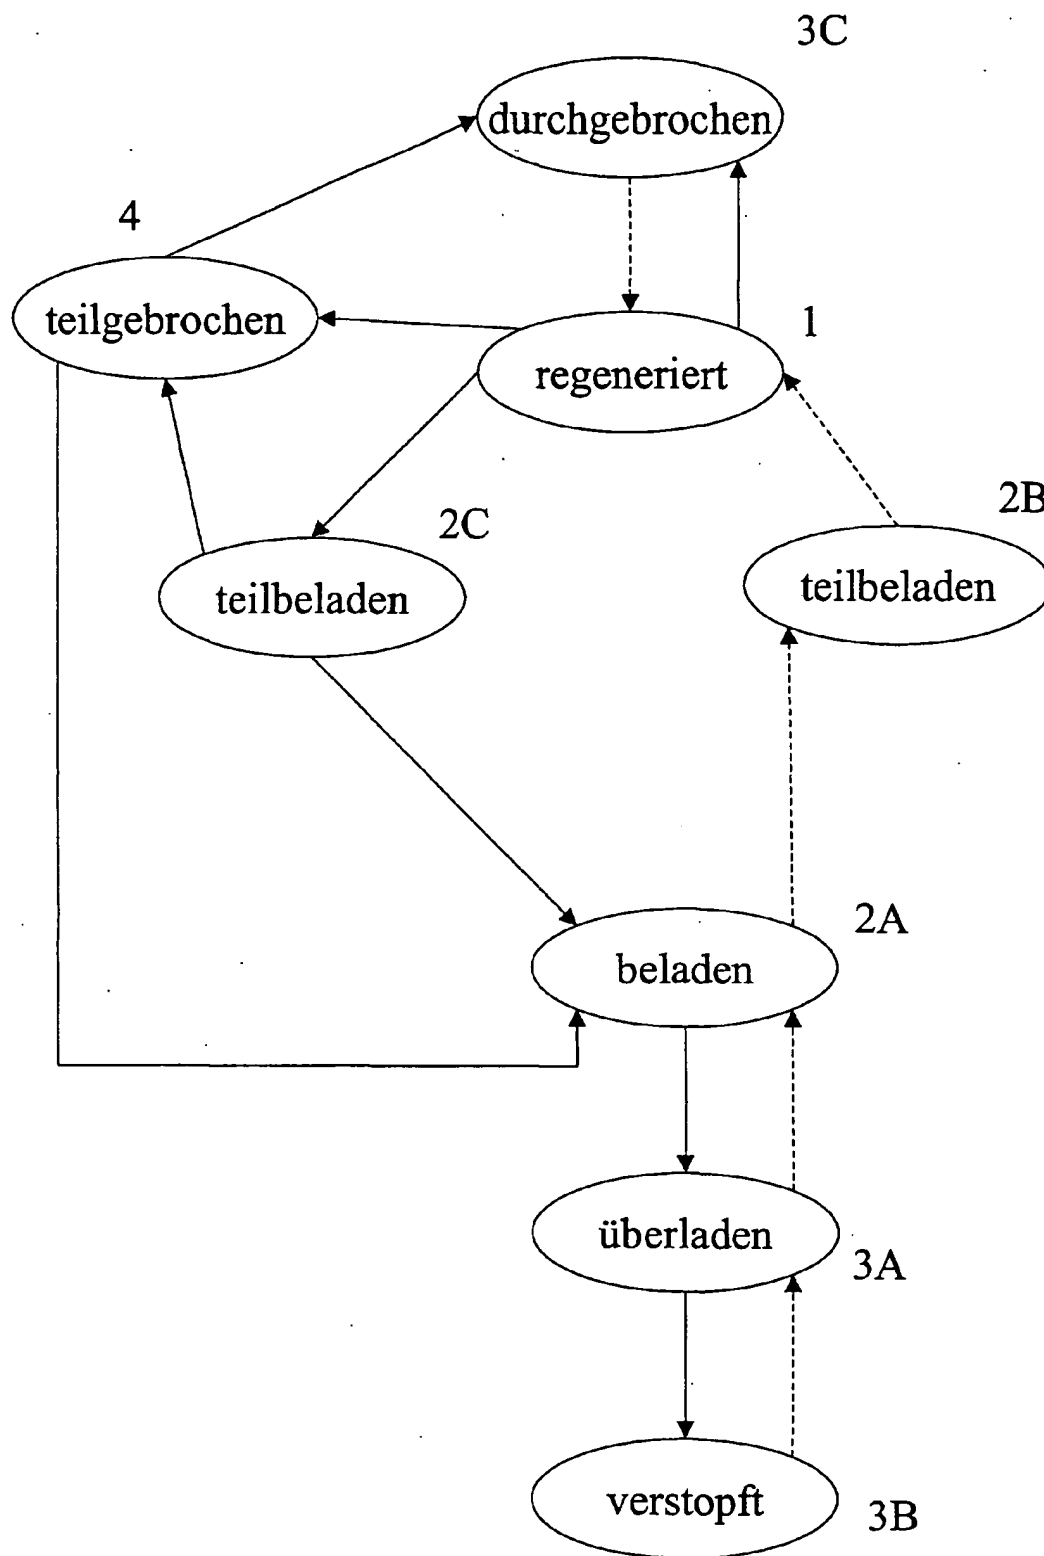 3C
durchgebrochen
4
teilgebrochen
1
regeneriert
2C
teilbeladen
2B
teilbeladen
2A
beladen
überladen
3A
verstopft
3B